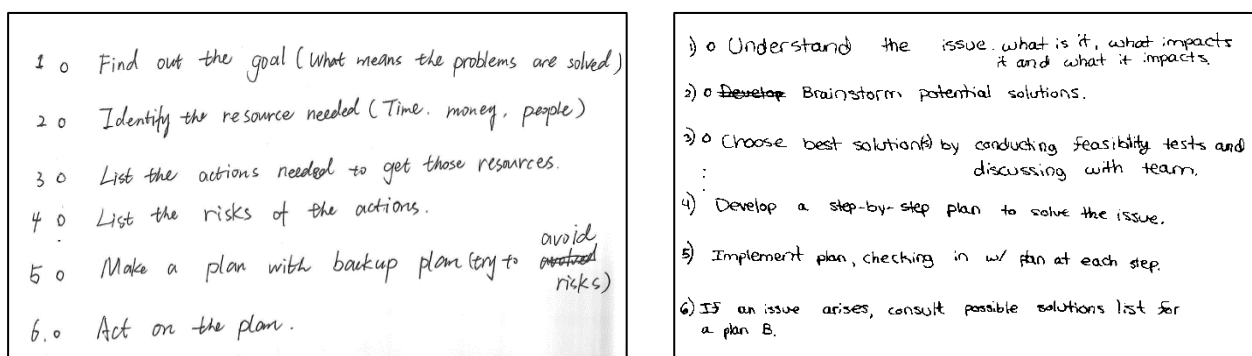 1 o Find out the goal (What means the problems are solved)
2 o Identify the resource needed (Time. money, people)
3 o List the actions needed to get those resources.
4 o List the risks of the actions.
5 o Make a plan with backup plan (try to avoid
risks)
6. o Act on the plan.
1) o Understand the issue. what is it, what impacts
it and what it impacts.
2) o Develop Brainstorm potential solutions.
3) o Choose best solution(s) by conducting feasibility tests and
discussing with team.
4) Develop a step-by-step plan to solve the issue.
5) Implement plan, checking in w/ plan at each step.
6) If an issue arises, consult possible solutions list for
a plan B.